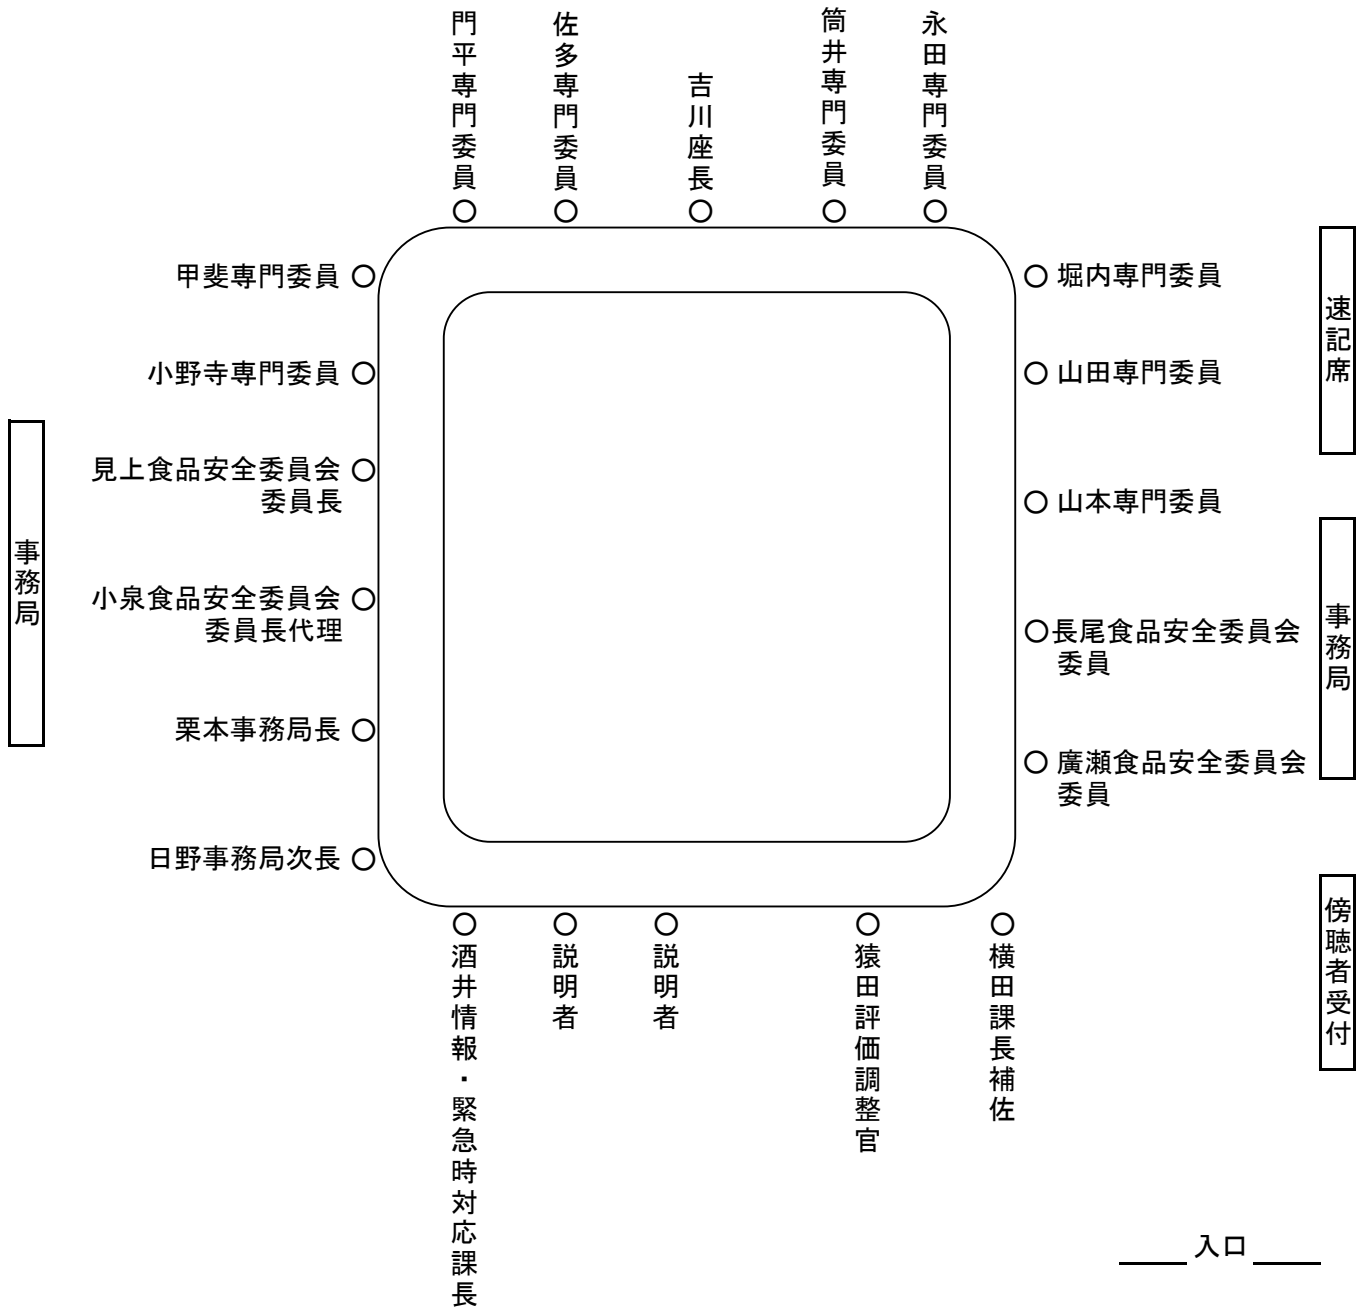 門平専門委員
佐多専門委員
吉川座長
筒井専門委員
永田専門委員
甲斐専門委員
小野寺専門委員
見上食品安全委員会
委員長
小泉食品安全委員会
委員長代理
栗本事務局長
日野事務局次長
堀内専門委員
山田専門委員
山本専門委員
長尾食品安全委員会
委員
廣瀬食品安全委員会
委員
事務局
速記席
事務局
傍聴者受付
酒井情報・緊急時対応課長
説明者
説明者
猿田評価調整官
横田課長補佐
入口